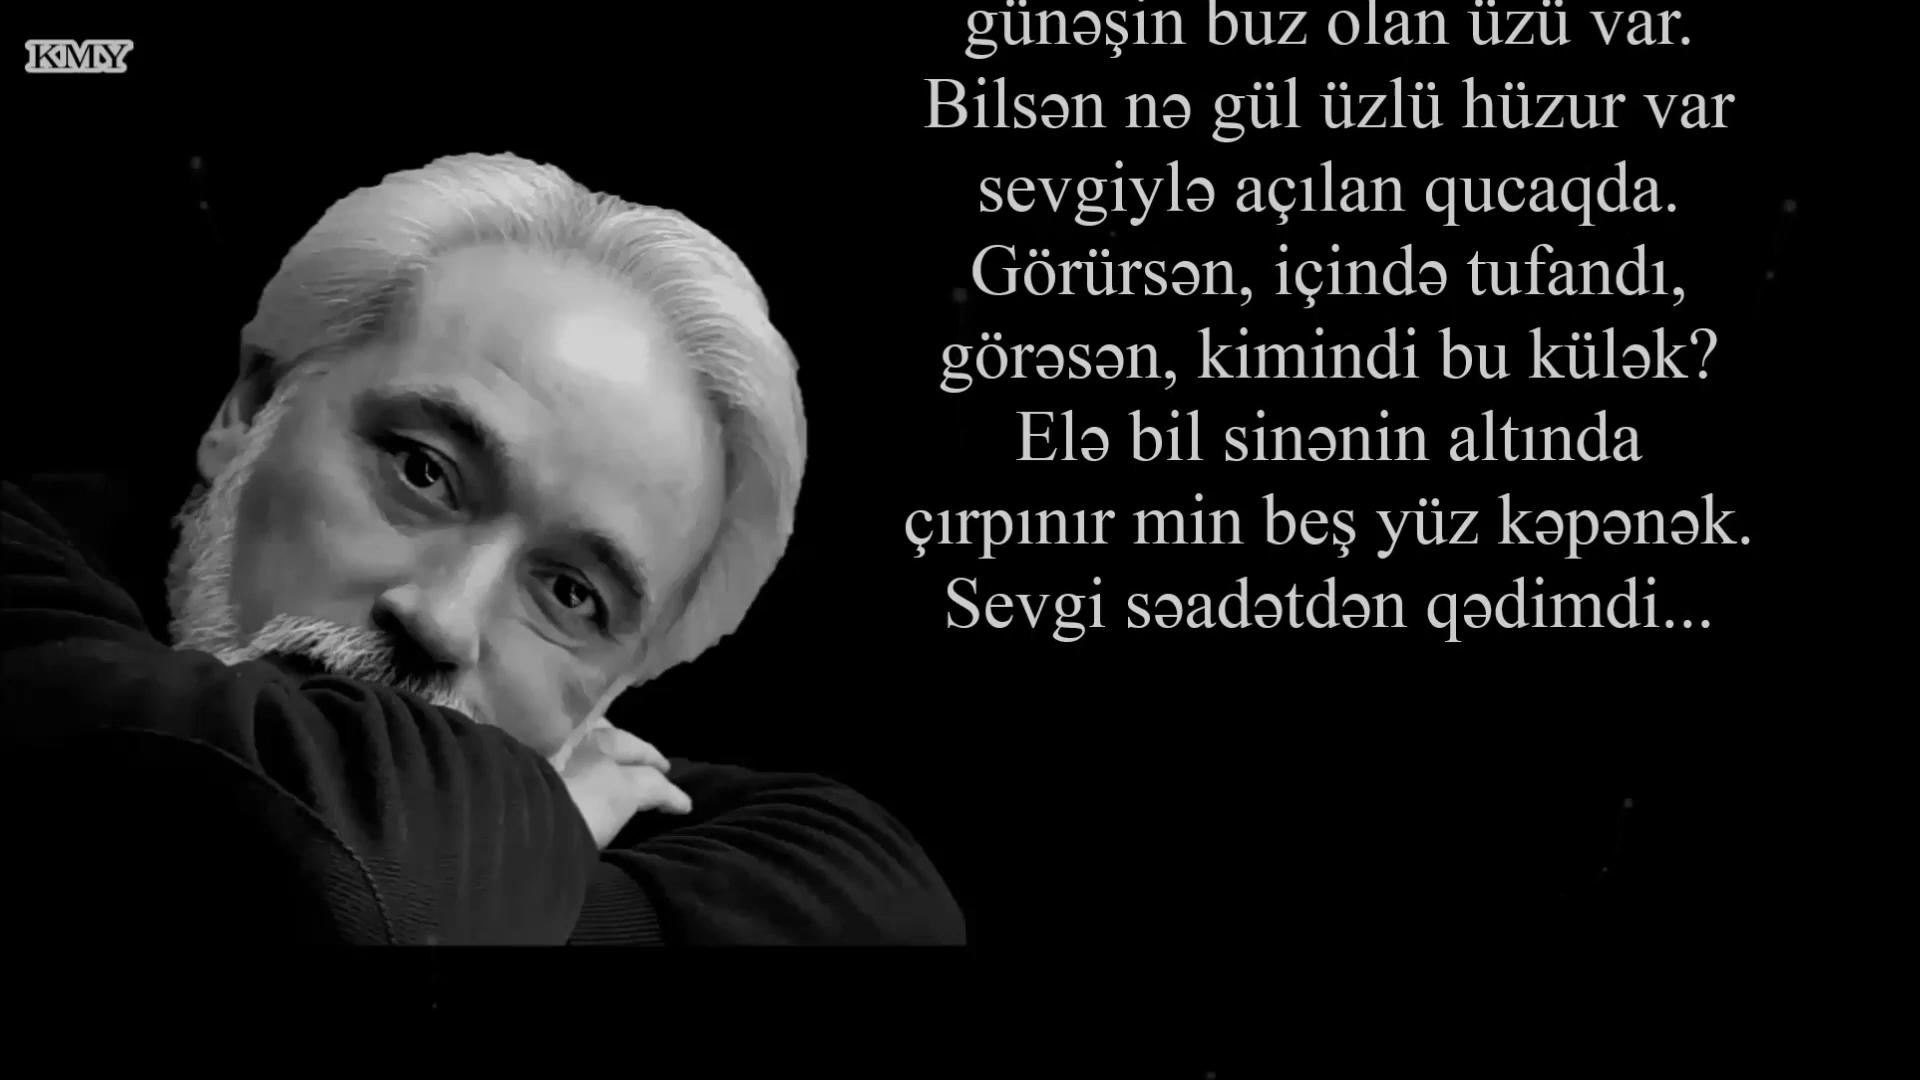 KMY
günəşin buz olan üzü var.
Bilsən nə gül üzlü hüzur var
sevgiylə açılan qucaqda.
Görürsən, içində tufandı,
görəsən, kimindi bu külək?
Elə bil sinənin altında
çırpınır min beş yüz kəpənək.
Sevgi səadətdən qədimdi...